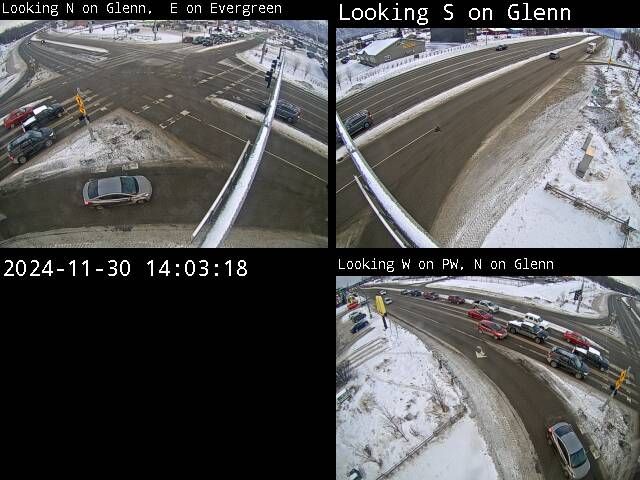 Looking N on Glenn, E on Evergreen
Looking S on Glenn
2024-11-30 14:03:18
Looking W on PW, N on Glenn